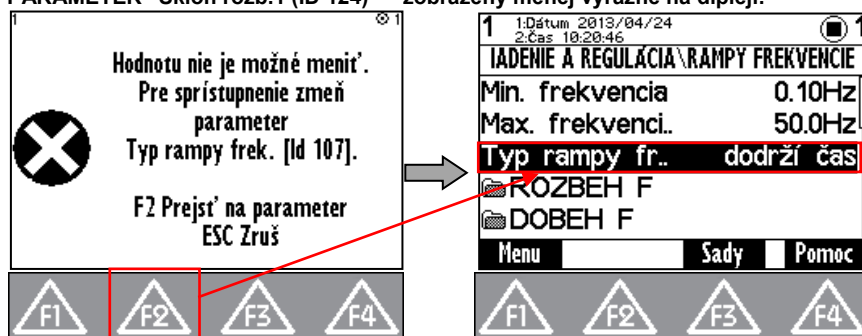 PARAMETER "Sklon rozb.1 (ID 124)" – zobrazený menej výrazne na dipleji.
1
1
Hodnotu nie je možné meniť.
Pre sprístupnenie zmeň
parameter
Typ rampy frek. [Id 107].
F2 Prejsť na parameter
ESC Zruš
F1 F2 F3 F4
1 1:Dátum 2013/04/24 1
2:Čas 10:20:46
IADENIE A REGULÁCIA\RAMPY FREKVENCIE
Min. frekvencia 0.10Hz
Max. frekvenci.. 50.0Hz
Typ rampy fr.. dodrží čas
ROZBEH F
DOBEH F
Menu Sady Pomoc
F1 F2 F3 F4